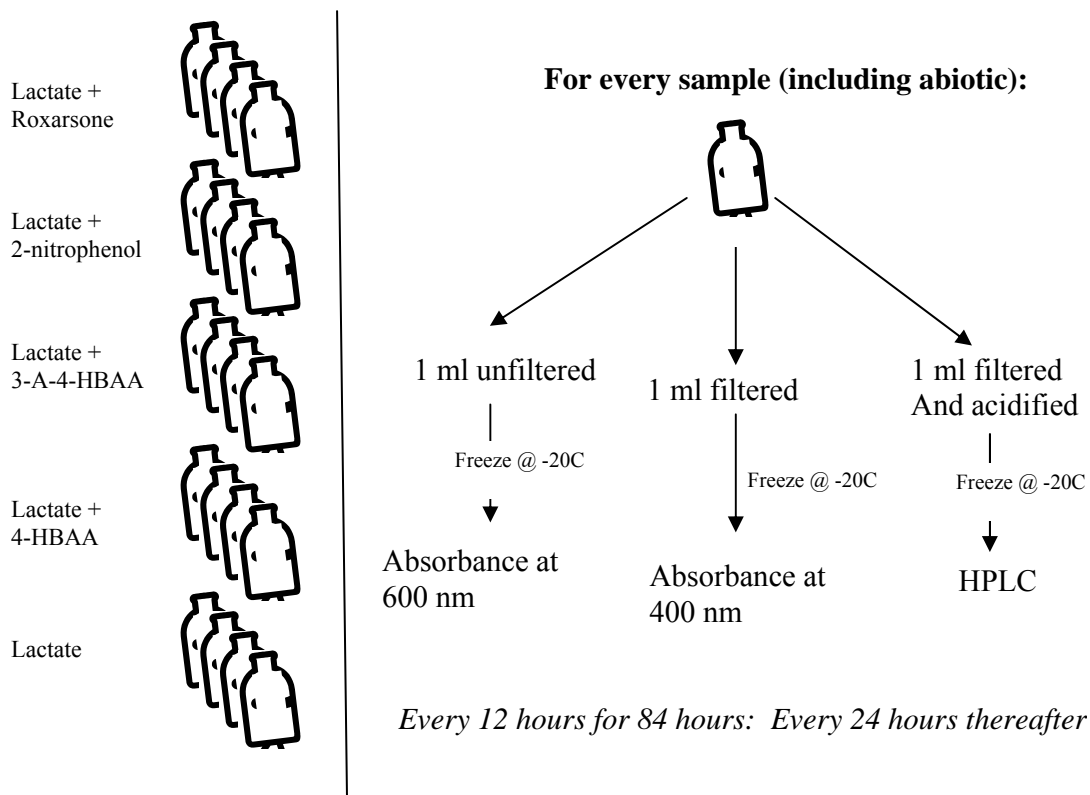 Lactate +
Roxarsone
Lactate +
2-nitrophenol
Lactate +
3-A-4-HBAA
Lactate +
4-HBAA
Lactate
For every sample (including abiotic):
1 ml unfiltered
Freeze @ -20C
Absorbance at
600 nm
1 ml filtered
Freeze @ -20C
Absorbance at
400 nm
1 ml filtered
And acidified
Freeze @ -20C
HPLC
Every 12 hours for 84 hours: Every 24 hours thereafter